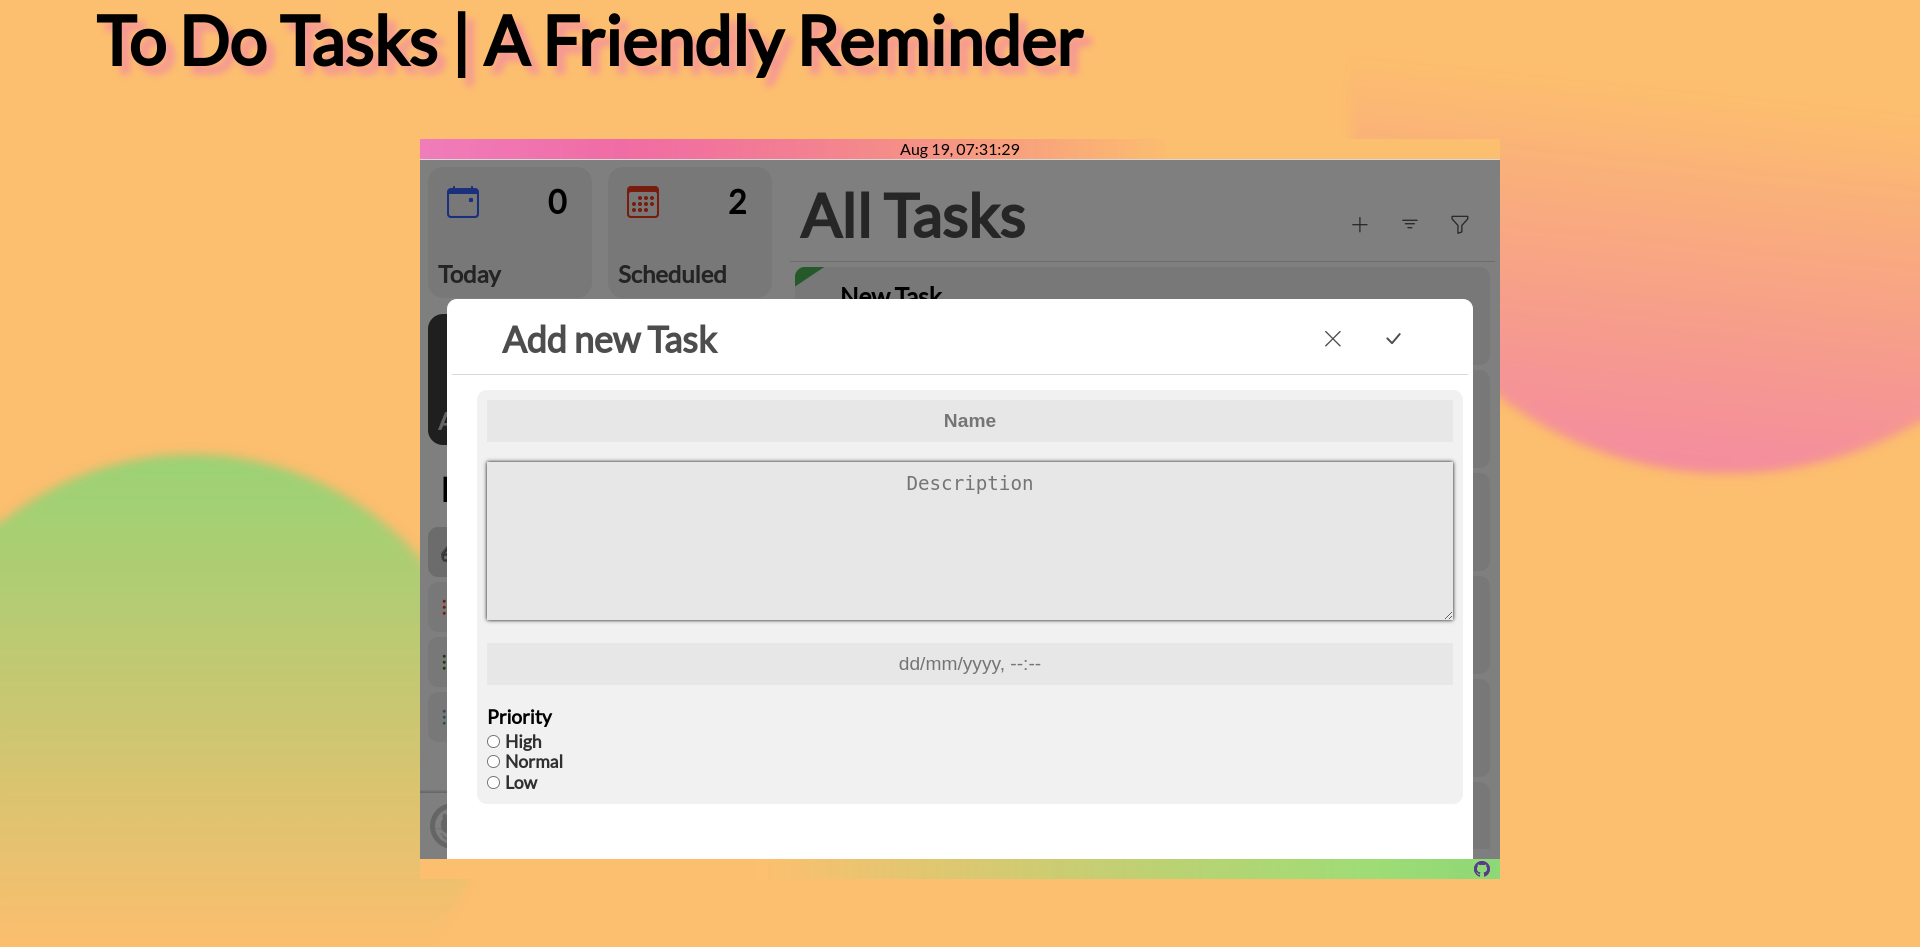 To Do Tasks | A Friendly Reminder
Aug 19, 07:31:29
0
2
Today
Scheduled
All Tasks
New Task
Add new Task
Name
Description
dd/mm/yyyy, --:--
Priority
High
Normal
Low